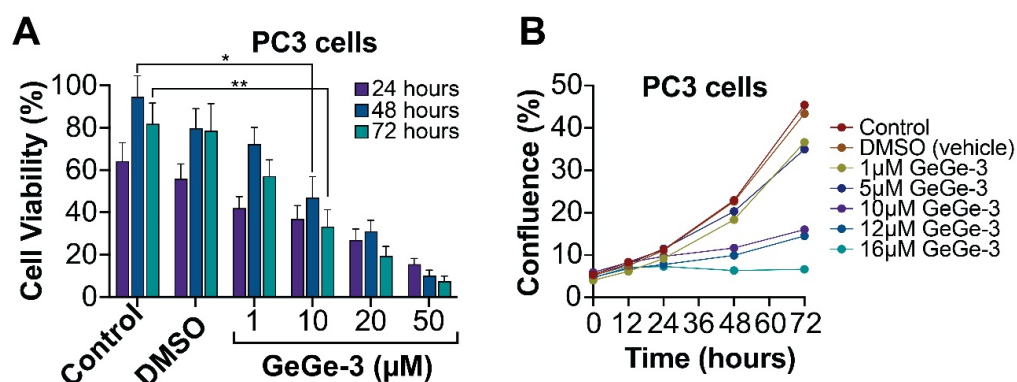 A
PC3 cells
*
**
24 hours
48 hours
72 hours
Cell Viability (%)
100
80
60
40
20
0
Control
DMSO
1
10
20
50
GeGe-3 (µM)
B
PC3 cells
Confluence (%)
50
40
30
20
10
0
0 12 24 36 48 60 72
Time (hours)
Control
DMSO (vehicle)
1µM GeGe-3
5µM GeGe-3
10µM GeGe-3
12µM GeGe-3
16µM GeGe-3